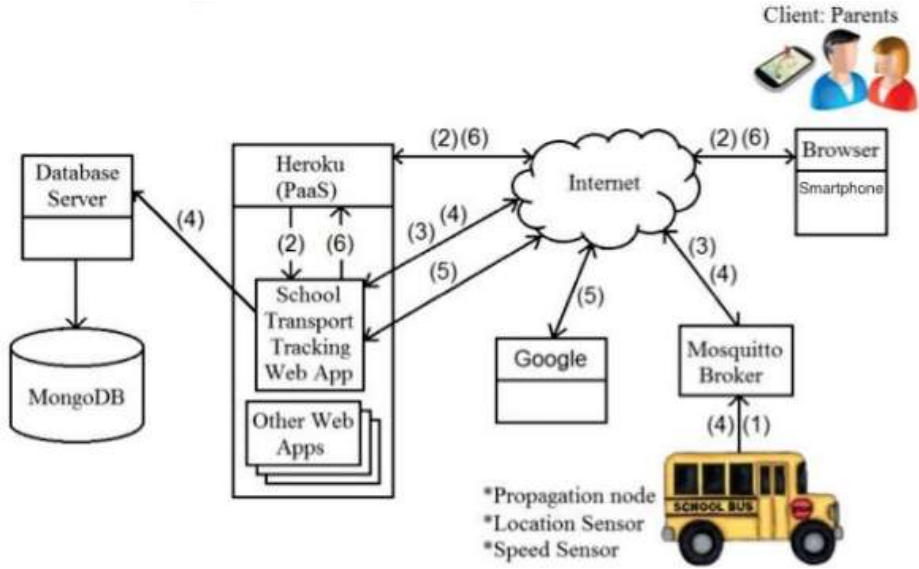 Client: Parents
(2) (6)
(2) (6)
Browser
Smartphone
Internet
Heroku
(PaaS)
Database
Server
(4)
(2)
(6)
(3) (4)
(5)
(3)
(4)
(5)
School
Transport
Tracking
Web App
Google
Mosquitto
Broker
MongoDB
Other Web
Apps
(4) (1)
*Propagation node
*Location Sensor
*Speed Sensor
SCHOOL BUS
STOP